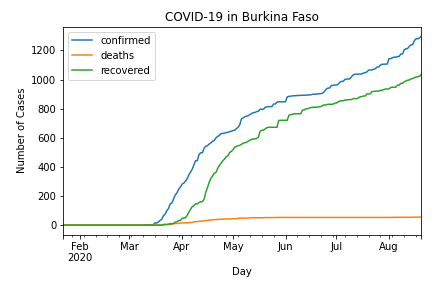 COVID-19 in Burkina Faso
confirmed
deaths
recovered
Number of Cases
1200
1000
800
600
400
200
0
Feb Mar Apr May Jun Jul Aug
2020
Day